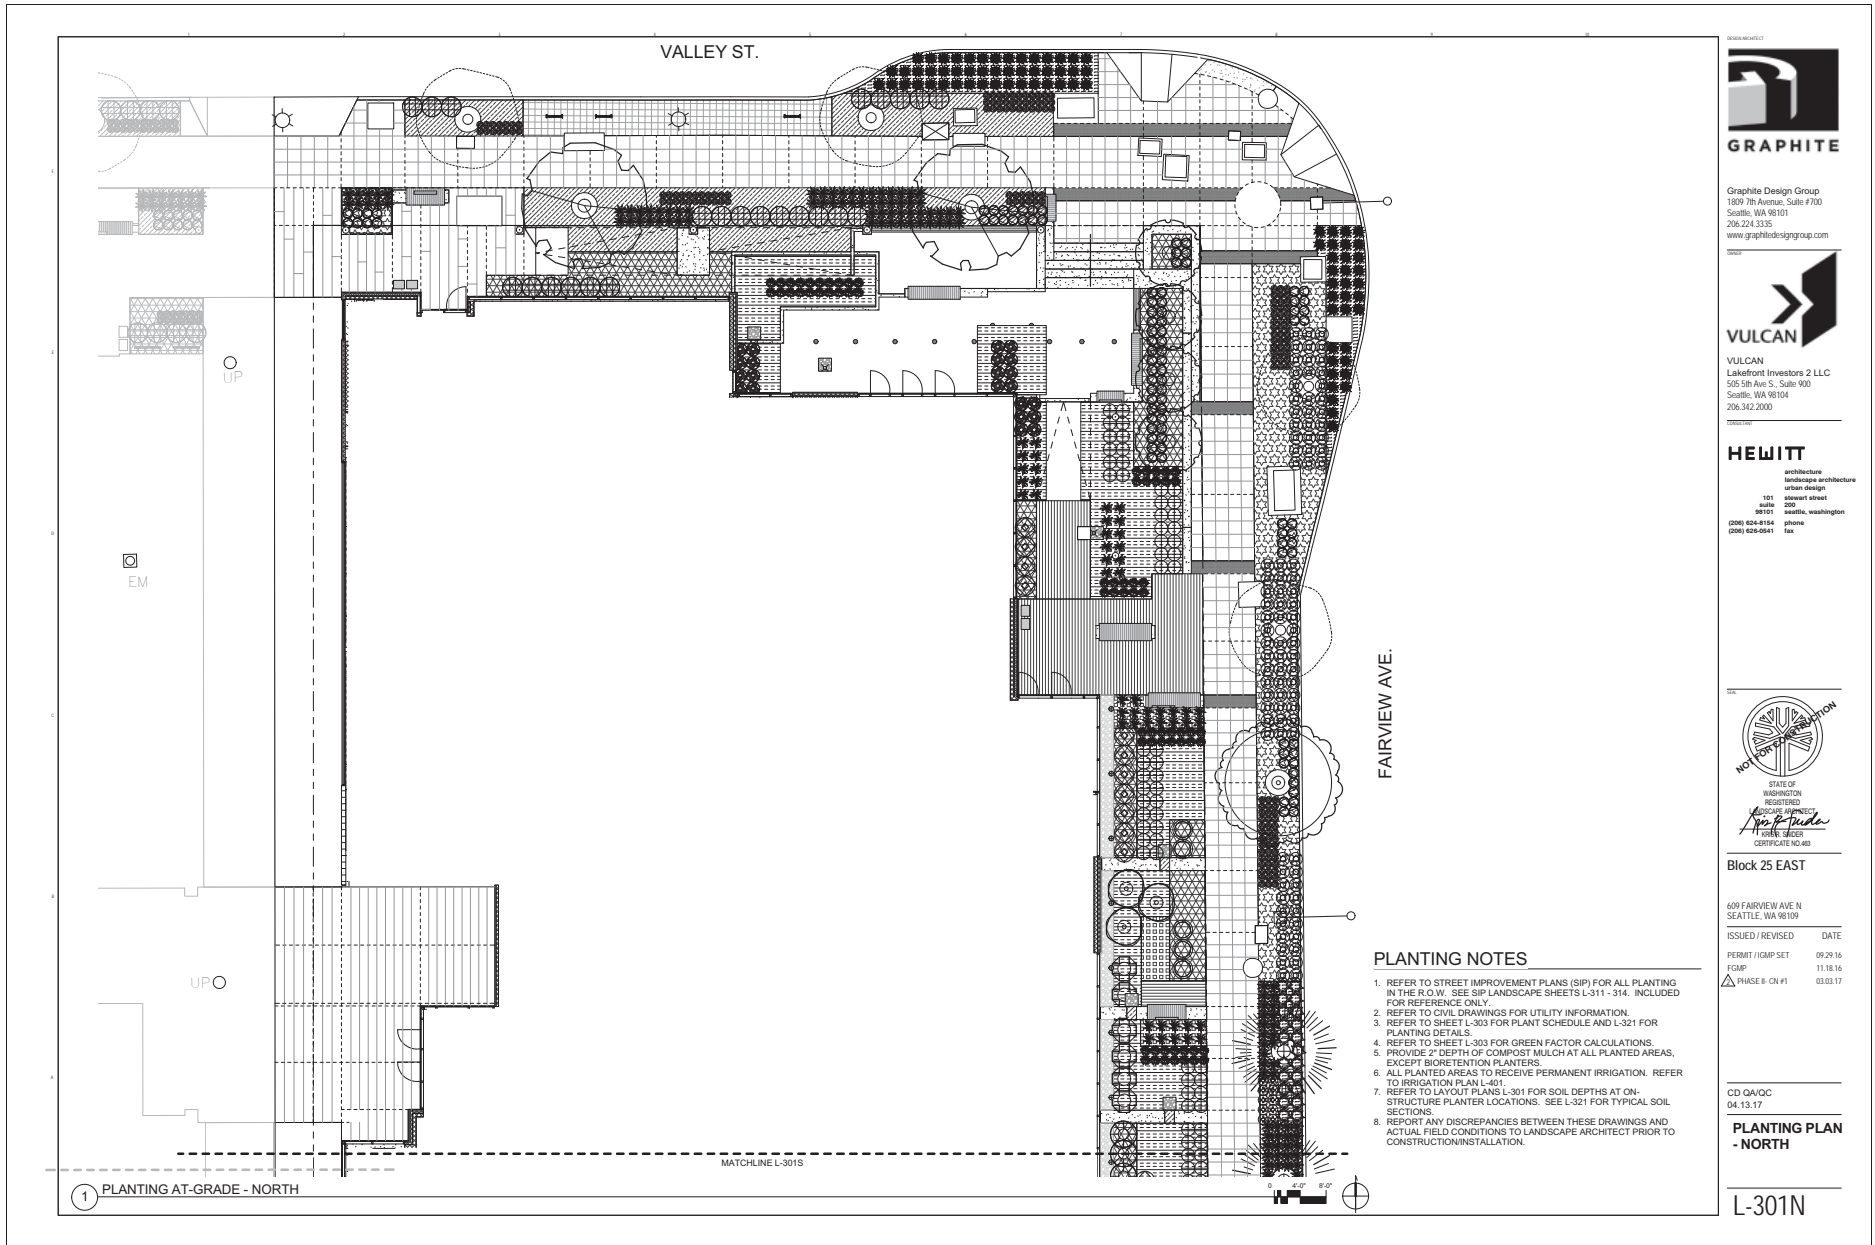 VALLEY ST.
FAIRVIEW AVE.
UP
EM
UP
MATCHLINE L-301S
1 PLANTING AT-GRADE - NORTH
0 4'-0" 8'-0"
PLANTING NOTES
1. REFER TO STREET IMPROVEMENT PLANS (SIP) FOR ALL PLANTING
IN THE R.O.W. SEE SIP LANDSCAPE SHEETS L-311 - 314. INCLUDED
FOR REFERENCE ONLY.
2. REFER TO CIVIL DRAWINGS FOR UTILITY INFORMATION.
3. REFER TO SHEET L-303 FOR PLANT SCHEDULE AND L-321 FOR
PLANTING DETAILS.
4. REFER TO SHEET L-303 FOR GREEN FACTOR CALCULATIONS.
5. PROVIDE 2" DEPTH OF COMPOST MULCH AT ALL PLANTED AREAS,
EXCEPT BIORETENTION PLANTERS.
6. ALL PLANTED AREAS TO RECEIVE PERMANENT IRRIGATION. REFER
TO IRRIGATION PLAN L-401.
7. REFER TO LAYOUT PLANS L-301 FOR SOIL DEPTHS AT ON-
STRUCTURE PLANTER LOCATIONS. SEE L-321 FOR TYPICAL SOIL
SECTIONS.
8. REPORT ANY DISCREPANCIES BETWEEN THESE DRAWINGS AND
ACTUAL FIELD CONDITIONS TO LANDSCAPE ARCHITECT PRIOR TO
CONSTRUCTION/INSTALLATION.
DESIGN ARCHITECT
GRAPHITE
Graphite Design Group
1809 7th Avenue, Suite #700
Seattle, WA 98101
206.224.3335
www.graphitedesigngroup.com
OWNER
VULCAN
VULCAN
Lakefront Investors 2 LLC
505 5th Ave S., Suite 900
Seattle, WA 98104
206.342.2000
CONSULTANT
HEWITT
architecture
landscape architecture
urban design
101 stewart street
suite 200
98101 seattle, washington
(206) 624-8154 phone
(206) 626-0541 fax
SEAL
NOT FOR CONSTRUCTION
STATE OF
WASHINGTON
REGISTERED
LANDSCAPE ARCHITECT
KRIS R. SNIDER
CERTIFICATE NO.463
Block 25 EAST
609 FAIRVIEW AVE N
SEATTLE, WA 98109
ISSUED / REVISED DATE
PERMIT / IGMP SET 09.29.16
FGMP 11.18.16
2 PHASE II- CN #1 03.03.17
CD QA/QC
04.13.17
PLANTING PLAN
- NORTH
L-301N